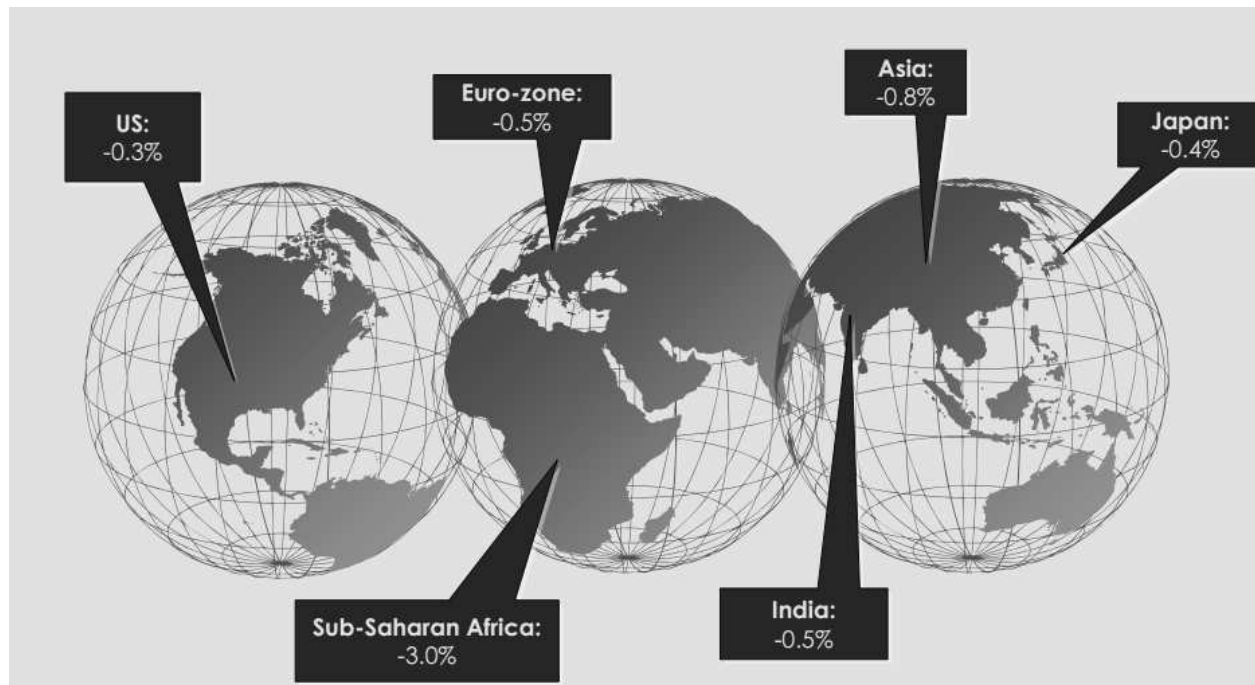 US:
-0.3%
Euro-zone:
-0.5%
Asia:
-0.8%
Japan:
-0.4%
Sub-Saharan Africa:
-3.0%
India:
-0.5%